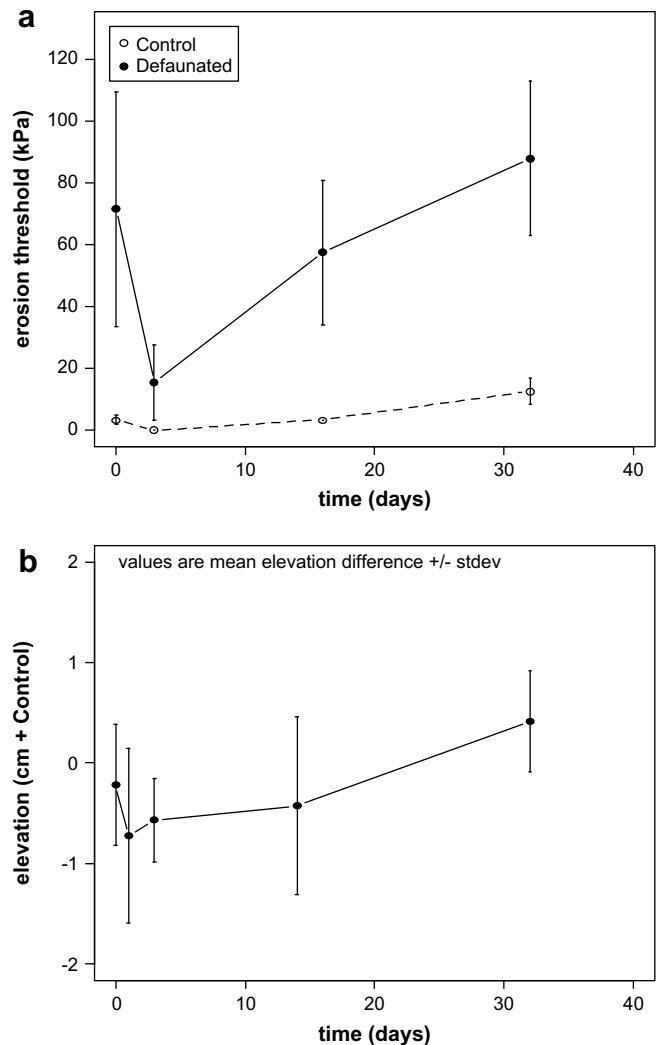 a
Control
Defaunated
120
100
80
60
40
20
0
erosion threshold (kPa)
0 10 20 30 40
time (days)
b
values are mean elevation difference +/- stdev
2
1
0
-1
-2
elevation (cm + Control)
0 10 20 30 40
time (days)